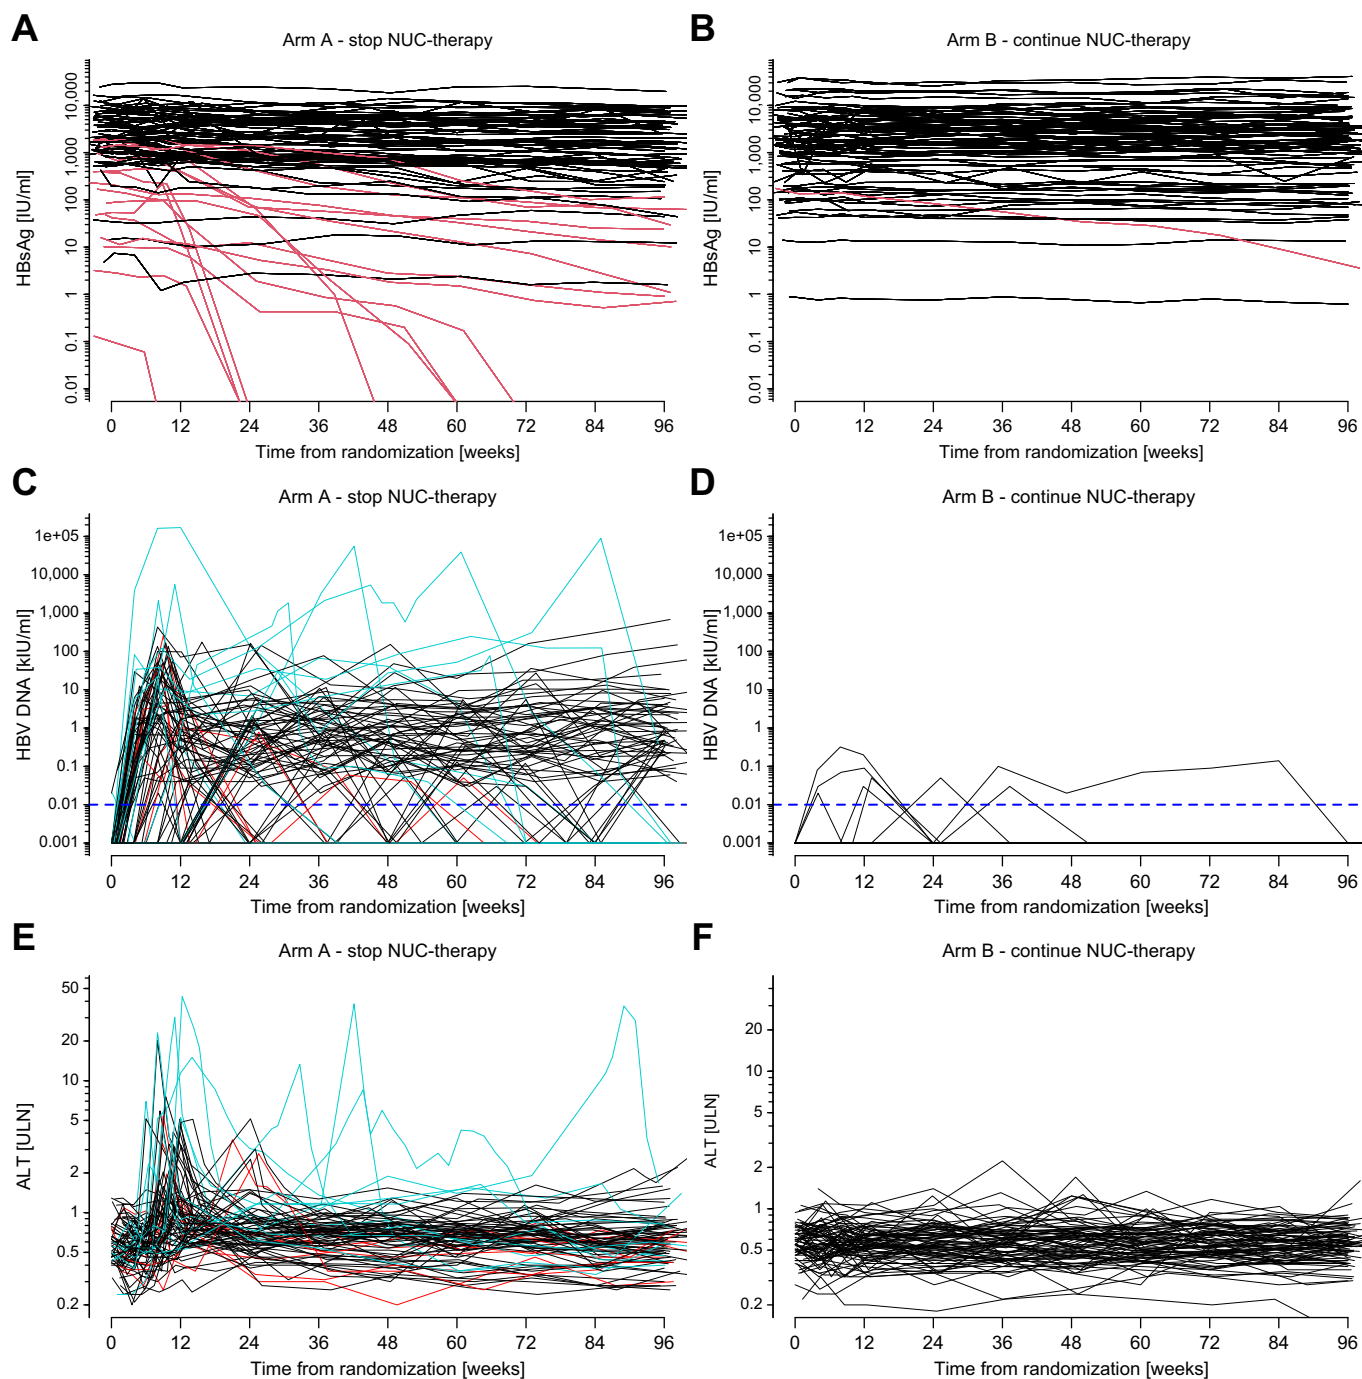 A
Arm A - stop NUC-therapy
HBsAg [IU/ml]
10,000
1,000
100
10
1
0.1
0.01
0 12 24 36 48 60 72 84 96
Time from randomization [weeks]
B
Arm B - continue NUC-therapy
HBsAg [IU/ml]
10,000
1,000
100
10
1
0.1
0.01
0 12 24 36 48 60 72 84 96
Time from randomization [weeks]
C
Arm A - stop NUC-therapy
HBV DNA [kIU/ml]
1e+05
10,000
1,000
100
10
1
0.1
0.01
0.001
0 12 24 36 48 60 72 84 96
Time from randomization [weeks]
D
Arm B - continue NUC-therapy
HBV DNA [kIU/ml]
1e+05
10,000
1,000
100
10
1
0.1
0.01
0.001
0 12 24 36 48 60 72 84 96
Time from randomization [weeks]
E
Arm A - stop NUC-therapy
ALT [ULN]
50
20
10
5
2
1
0.5
0.2
0 12 24 36 48 60 72 84 96
Time from randomization [weeks]
F
Arm B - continue NUC-therapy
ALT [ULN]
20
5
2
1
0.5
0.2
0 12 24 36 48 60 72 84 96
Time from randomization [weeks]